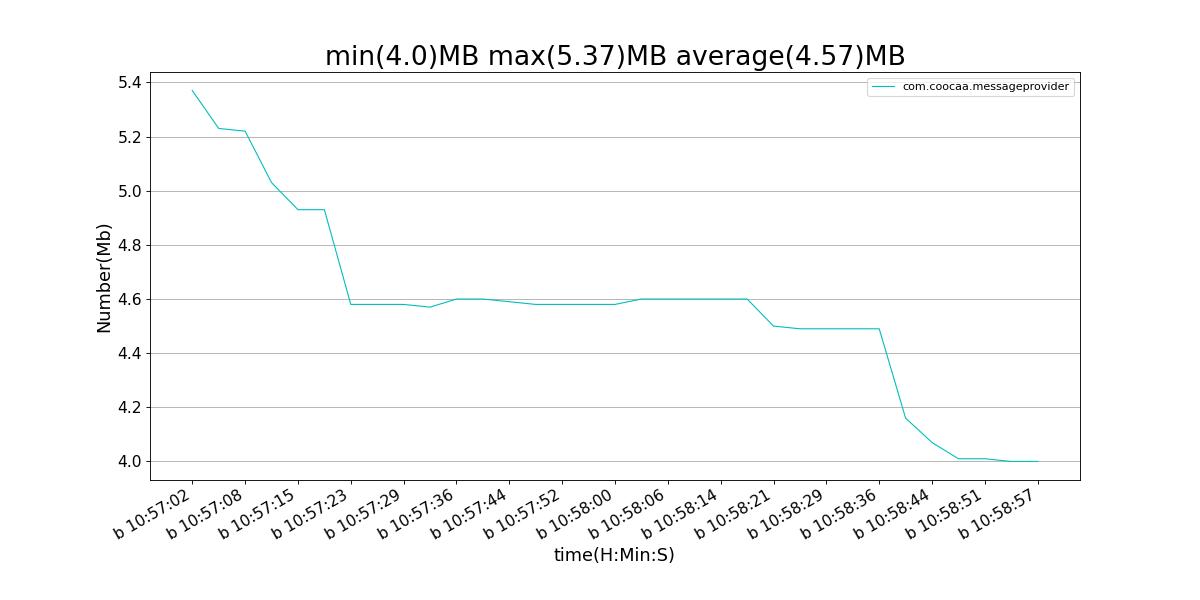 min(4.0)MB max(5.37)MB average(4.57)MB
com.coocaa.messageprovider
Number(Mb)
5.4
5.2
5.0
4.8
4.6
4.4
4.2
4.0
b 10:57:02
b 10:57:08
b 10:57:15
b 10:57:23
b 10:57:29
b 10:57:36
b 10:57:44
b 10:57:52
b 10:58:00
b 10:58:06
b 10:58:14
b 10:58:21
b 10:58:29
b 10:58:36
b 10:58:44
b 10:58:51
b 10:58:57
time(H:Min:S)